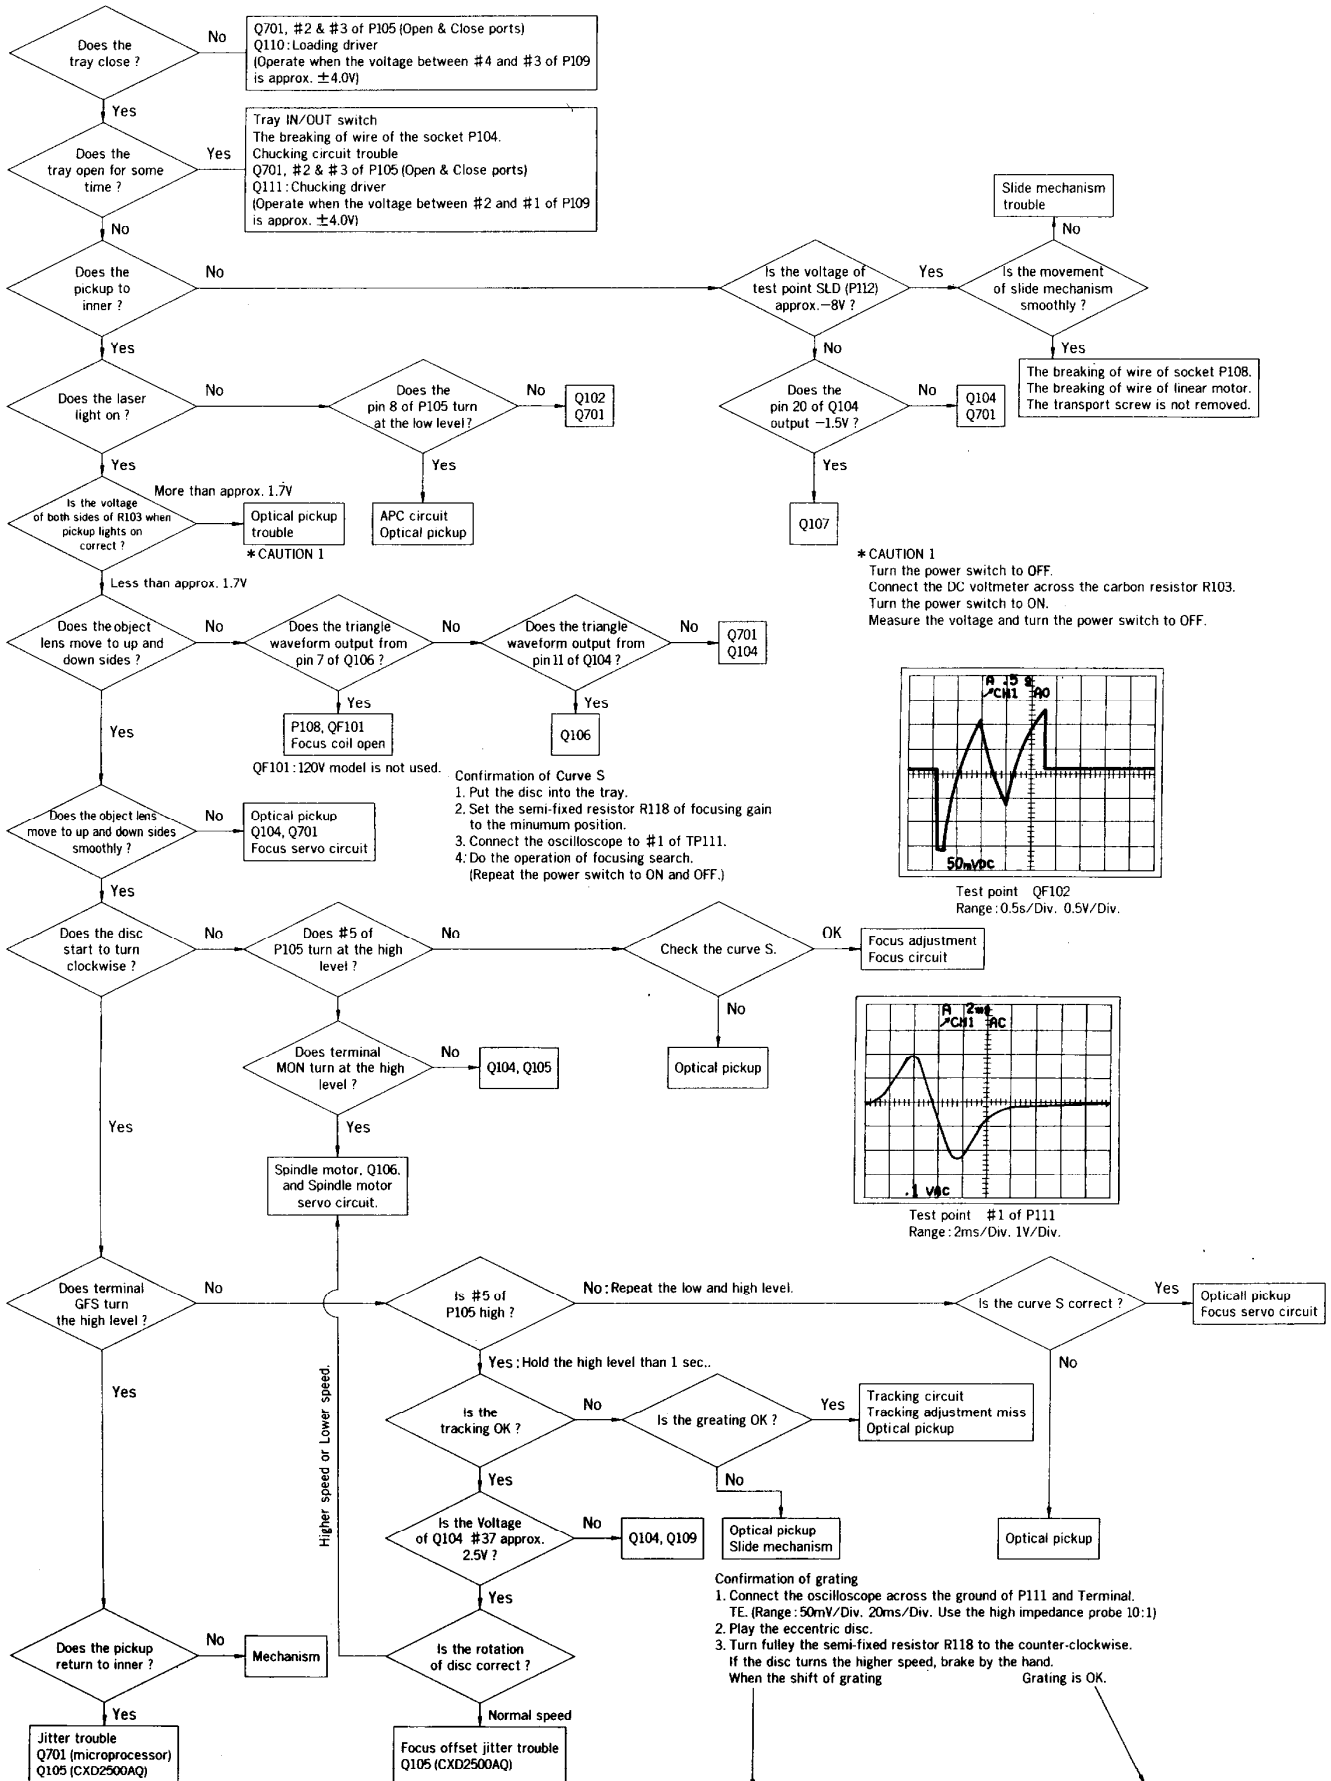 Does the
tray close ?
No
Q701, #2 & #3 of P105 (Open & Close ports)
Q110 : Loading driver
(Operate when the voltage between #4 and #3 of P109
is approx. ±4.0V)
Yes
Does the
tray open for some
time ?
Yes
Tray IN/OUT switch
The breaking of wire of the socket P104.
Chucking circuit trouble
Q701, #2 & #3 of P105 (Open & Close ports)
Q111 : Chucking driver
(Operate when the voltage between #2 and #1 of P109
is approx. ±4.0V)
No
Does the
pickup to
inner ?
No
Is the voltage of
test point SLD (P112)
approx. −8V ?
Yes
Is the movement
of slide mechanism
smoothly ?
No
Slide mechanism
trouble
Yes
The breaking of wire of socket P108.
The breaking of wire of linear motor.
The transport screw is not removed.
No
Does the
pin 20 of Q104
output −1.5V ?
No
Q104
Q701
Yes
Q107
Yes
Does the laser
light on ?
No
Does the
pin 8 of P105 turn
at the low level ?
No
Q102
Q701
Yes
APC circuit
Optical pickup
Yes
Is the voltage
of both sides of R103 when
pickup lights on
correct ?
More than approx. 1.7V
Optical pickup
trouble
* CAUTION 1
* CAUTION 1
Turn the power switch to OFF.
Connect the DC voltmeter across the carbon resistor R103.
Turn the power switch to ON.
Measure the voltage and turn the power switch to OFF.
Less than approx. 1.7V
Does the object
lens move to up and
down sides ?
No
Does the triangle
waveform output from
pin 7 of Q106 ?
No
Does the triangle
waveform output from
pin 11 of Q104 ?
No
Q701
Q104
Yes
P108, QF101
Focus coil open
QF101 : 120V model is not used.
Yes
Q106
Confirmation of Curve S
1. Put the disc into the tray.
2. Set the semi-fixed resistor R118 of focusing gain
to the minumum position.
3. Connect the oscilloscope to #1 of TP111.
4. Do the operation of focusing search.
(Repeat the power switch to ON and OFF.)
A .5 s
CH1 AO
50mVDC
Test point QF102
Range : 0.5s/Div. 0.5V/Div.
Yes
Does the object lens
move to up and down sides
smoothly ?
No
Optical pickup
Q104, Q701
Focus servo circuit
Yes
Does the disc
start to turn
clockwise ?
No
Does #5 of
P105 turn at the high
level ?
No
Check the curve S.
OK
Focus adjustment
Focus circuit
No
Optical pickup
Does terminal
MON turn at the high
level ?
No
Q104, Q105
Yes
Spindle motor, Q106,
and Spindle motor
servo circuit.
A 2ms
CH1 AC
.1 VAC
Test point #1 of P111
Range : 2ms/Div. 1V/Div.
Yes
Does terminal
GFS turn
the high level ?
No
Is #5 of
P105 high ?
No : Repeat the low and high level.
Is the curve S correct ?
Yes
Opticall pickup
Focus servo circuit
No
Optical pickup
Yes : Hold the high level than 1 sec..
Is the
tracking OK ?
No
Is the greating OK ?
Yes
Tracking circuit
Tracking adjustment miss
Optical pickup
No
Optical pickup
Slide mechanism
Yes
Is the Voltage
of Q104 #37 approx.
2.5V ?
No
Q104, Q109
Yes
Is the rotation
of disc correct ?
Higher speed or Lower speed.
Normal speed
Focus offset jitter trouble
Q105 (CXD2500AQ)
Yes
Does the pickup
return to inner ?
No
Mechanism
Yes
Jitter trouble
Q701 (microprocessor)
Q105 (CXD2500AQ)
Confirmation of grating
1. Connect the oscilloscope across the ground of P111 and Terminal.
TE. (Range : 50mV/Div. 20ms/Div. Use the high impedance probe 10:1)
2. Play the eccentric disc.
3. Turn fulley the semi-fixed resistor R118 to the counter-clockwise.
If the disc turns the higher speed, brake by the hand.
When the shift of grating Grating is OK.